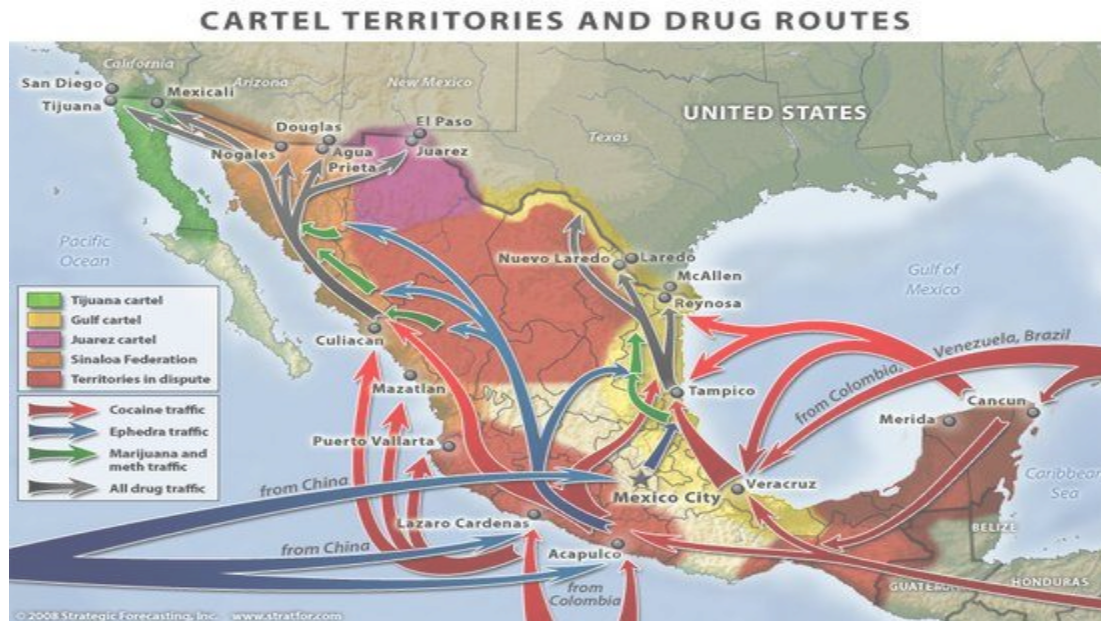 CARTEL TERRITORIES AND DRUG ROUTES
California
San Diego
Tijuana
Mexicali
Arizona
New Mexico
Douglas
El Paso
UNITED STATES
Texas
Nogales
Agua
Prieta
Juarez
Pacific
Ocean
Nuevo Laredo
Laredo
McAllen
Reynosa
Gulf of
Mexico
Tijuana cartel
Gulf cartel
Juarez cartel
Sinaloa Federation
Territories in dispute
Culiacan
Mazatlan
Tampico
from Colombia, Venezuela, Brazil
Cancun
Merida
Cocaine traffic
Ephedra traffic
Marijuana and
meth traffic
All drug traffic
Puerto Vallarta
from China
Mexico City
Veracruz
Caribbean
Sea
Lazaro Cardenas
from China
Acapulco
BELIZE
from
Colombia
HONDURAS
© 2008 Strategic Forecasting, Inc. www.stratfor.com